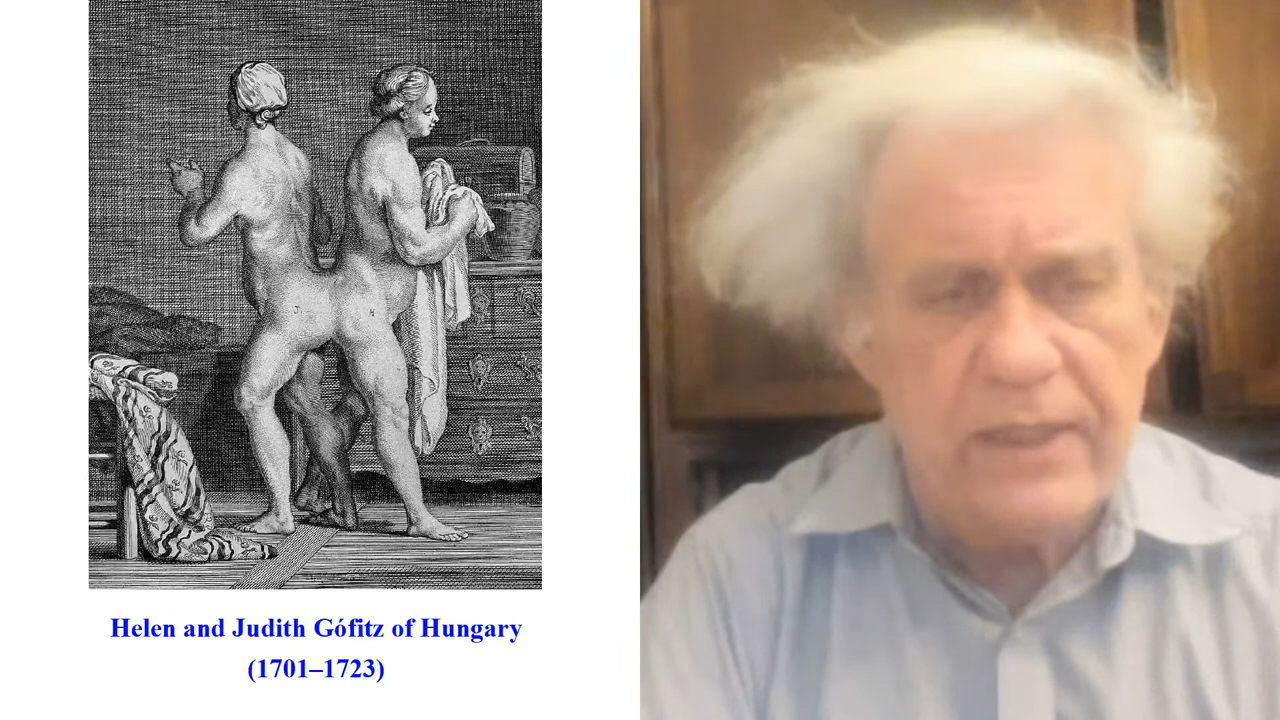 J
H
Helen and Judith Gófitz of Hungary
(1701–1723)